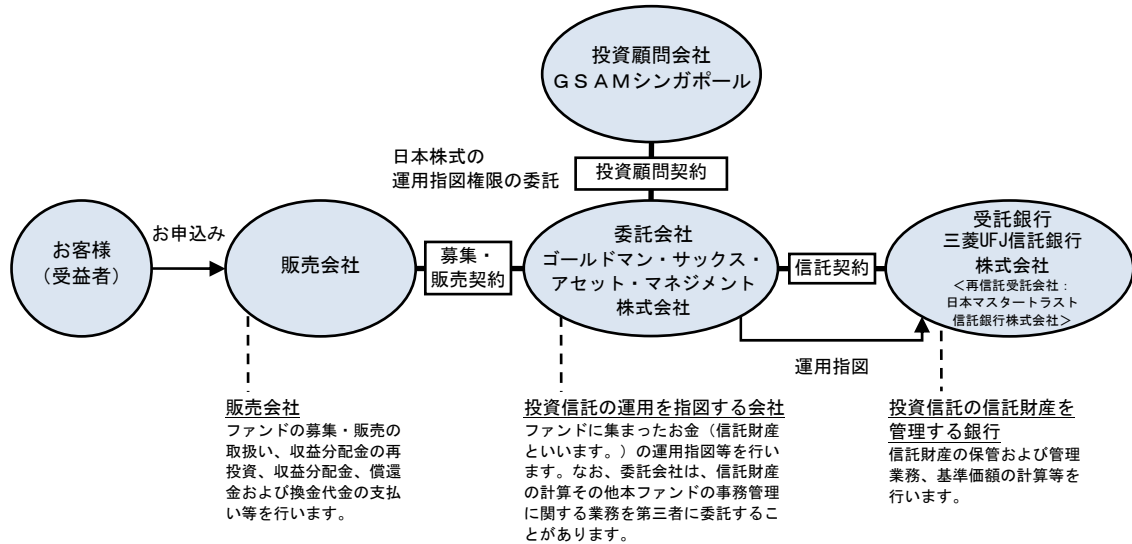 投資顧問会社
GSAMシンガポール
日本株式の
運用指図権限の委託
投資顧問契約
お客様
(受益者)
お申込み
販売会社
募集・
販売契約
委託会社
ゴールドマン・サックス・
アセット・マネジメント
株式会社
信託契約
受託銀行
三菱UFJ信託銀行
株式会社
<再信託受託会社:
日本マスタートラスト
信託銀行株式会社>
運用指図
販売会社
ファンドの募集・販売の
取扱い、収益分配金の再
投資、収益分配金、償還
金および換金代金の支払
い等を行います。
投資信託の運用を指図する会社
ファンドに集まったお金(信託財産
といいます。)の運用指図等を行い
ます。なお、委託会社は、信託財産
の計算その他本ファンドの事務管理
に関する業務を第三者に委託するこ
とがあります。
投資信託の信託財産を
管理する銀行
信託財産の保管および管理
業務、基準価額の計算等を
行います。